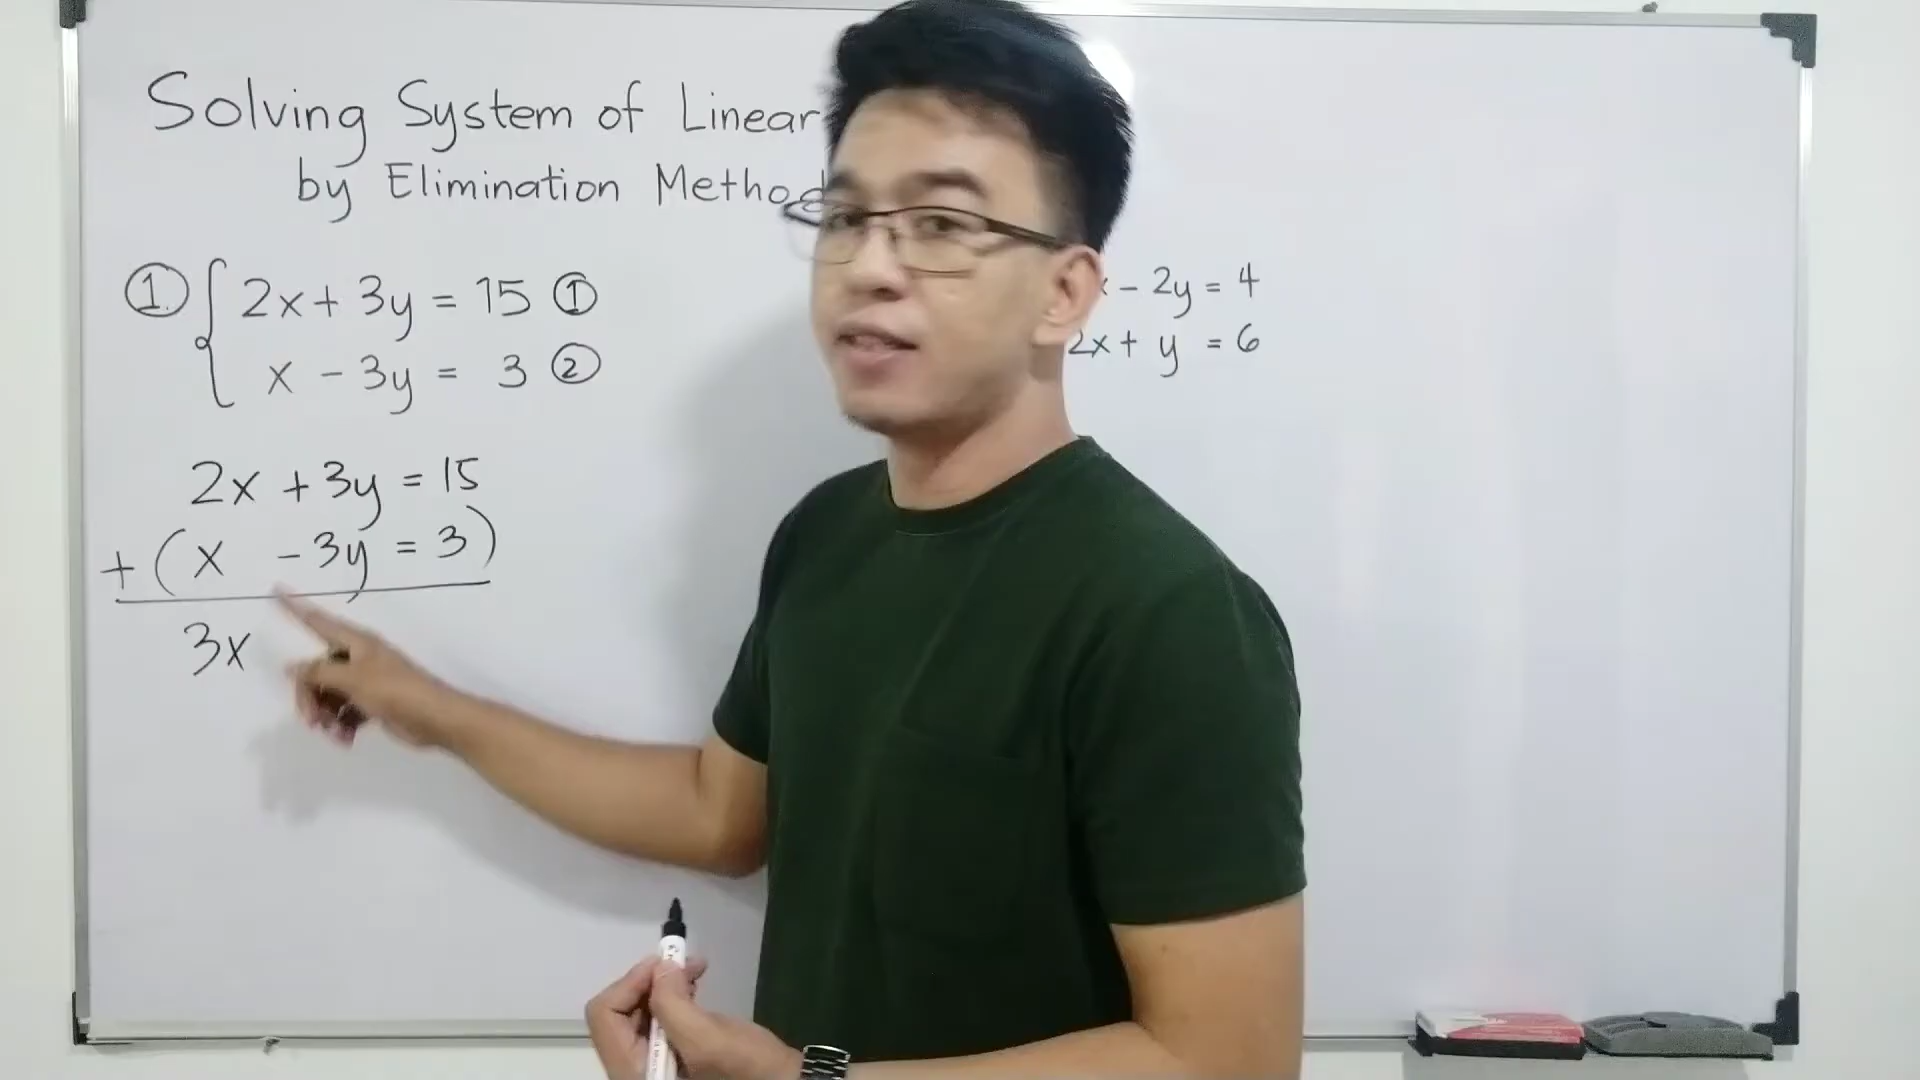 Solving System of Linear
by Elimination Method
① { 2x + 3y = 15 ①
x - 3y = 3 ②
2x + 3y = 15
+ (x - 3y = 3)
3x
- 2y = 4
2x + y = 6